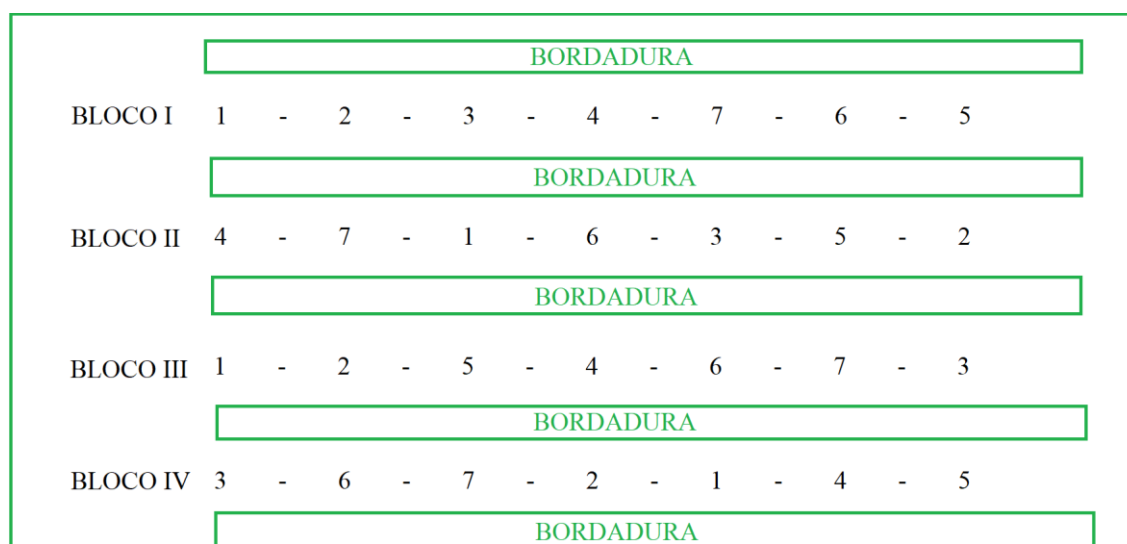 BORDADURA
BLOCO I 1 - 2 - 3 - 4 - 7 - 6 - 5
BORDADURA
BLOCO II 4 - 7 - 1 - 6 - 3 - 5 - 2
BORDADURA
BLOCO III 1 - 2 - 5 - 4 - 6 - 7 - 3
BORDADURA
BLOCO IV 3 - 6 - 7 - 2 - 1 - 4 - 5
BORDADURA